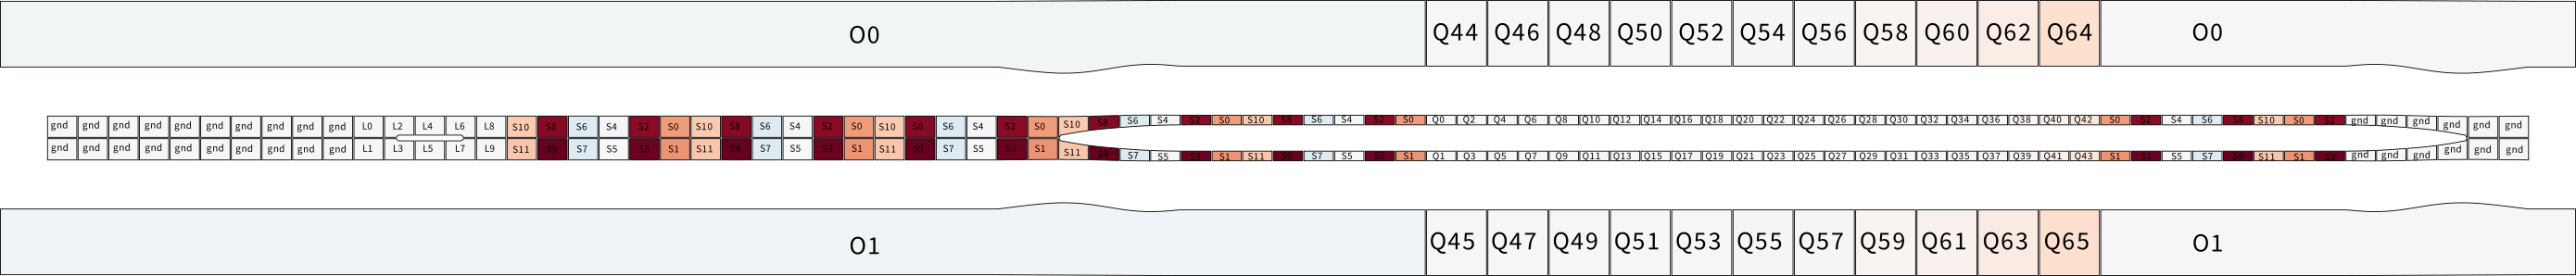 O0 Q44 Q46 Q48 Q50 Q52 Q54 Q56 Q58 Q60 Q62 Q64 O0
gnd gnd gnd gnd gnd gnd gnd gnd gnd gnd L0 L2 L4 L6 L8 S10 S8 S6 S4 S2 S0 S10 S8 S6 S4 S2 S0 S10 S8 S6 S4 S2 S0 S10 S8 S6 S4 S2 S0 S10 S8 S6 S4 S2 S0 Q0 Q2 Q4 Q6 Q8 Q10 Q12 Q14 Q16 Q18 Q20 Q22 Q24 Q26 Q28 Q30 Q32 Q34 Q36 Q38 Q40 Q42 S0 S2 S4 S6 S8 S10 S0 S2 gnd gnd gnd gnd gnd gnd
gnd gnd gnd gnd gnd gnd gnd gnd gnd gnd L1 L3 L5 L7 L9 S11 S9 S7 S5 S3 S1 S11 S9 S7 S5 S3 S1 S11 S9 S7 S5 S3 S1 S11 S9 S7 S5 S3 S1 S11 S9 S7 S5 S3 S1 Q1 Q3 Q5 Q7 Q9 Q11 Q13 Q15 Q17 Q19 Q21 Q23 Q25 Q27 Q29 Q31 Q33 Q35 Q37 Q39 Q41 Q43 S1 S3 S5 S7 S9 S11 S1 S3 gnd gnd gnd gnd gnd gnd
O1 Q45 Q47 Q49 Q51 Q53 Q55 Q57 Q59 Q61 Q63 Q65 O1